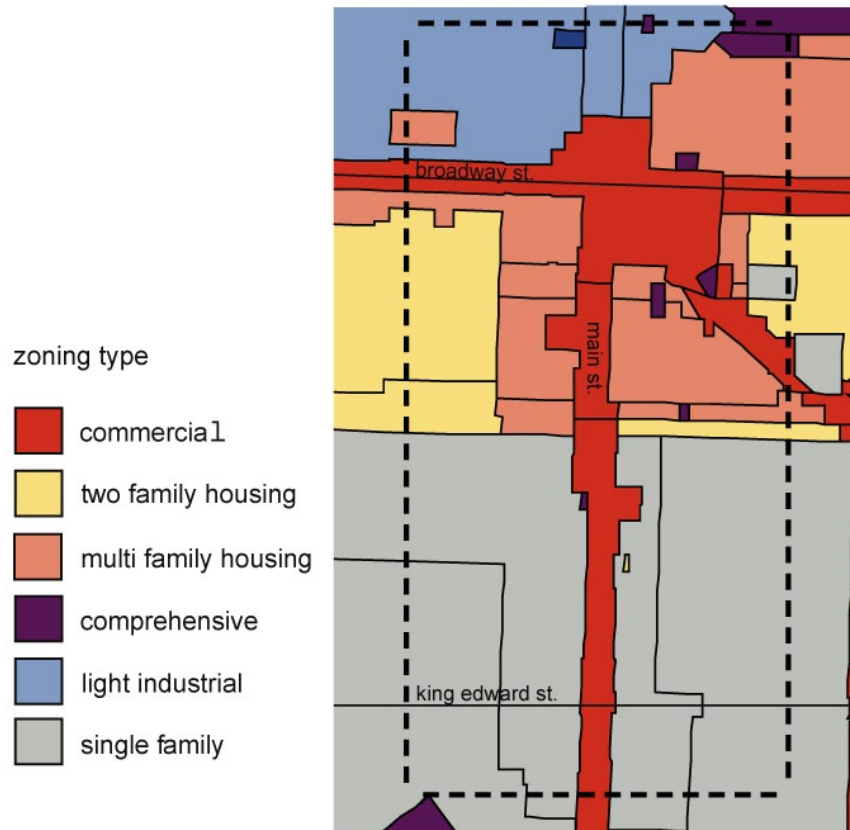 zoning type
commercial
two family housing
multi family housing
comprehensive
light industrial
single family
broadway st.
main st.
king edward st.